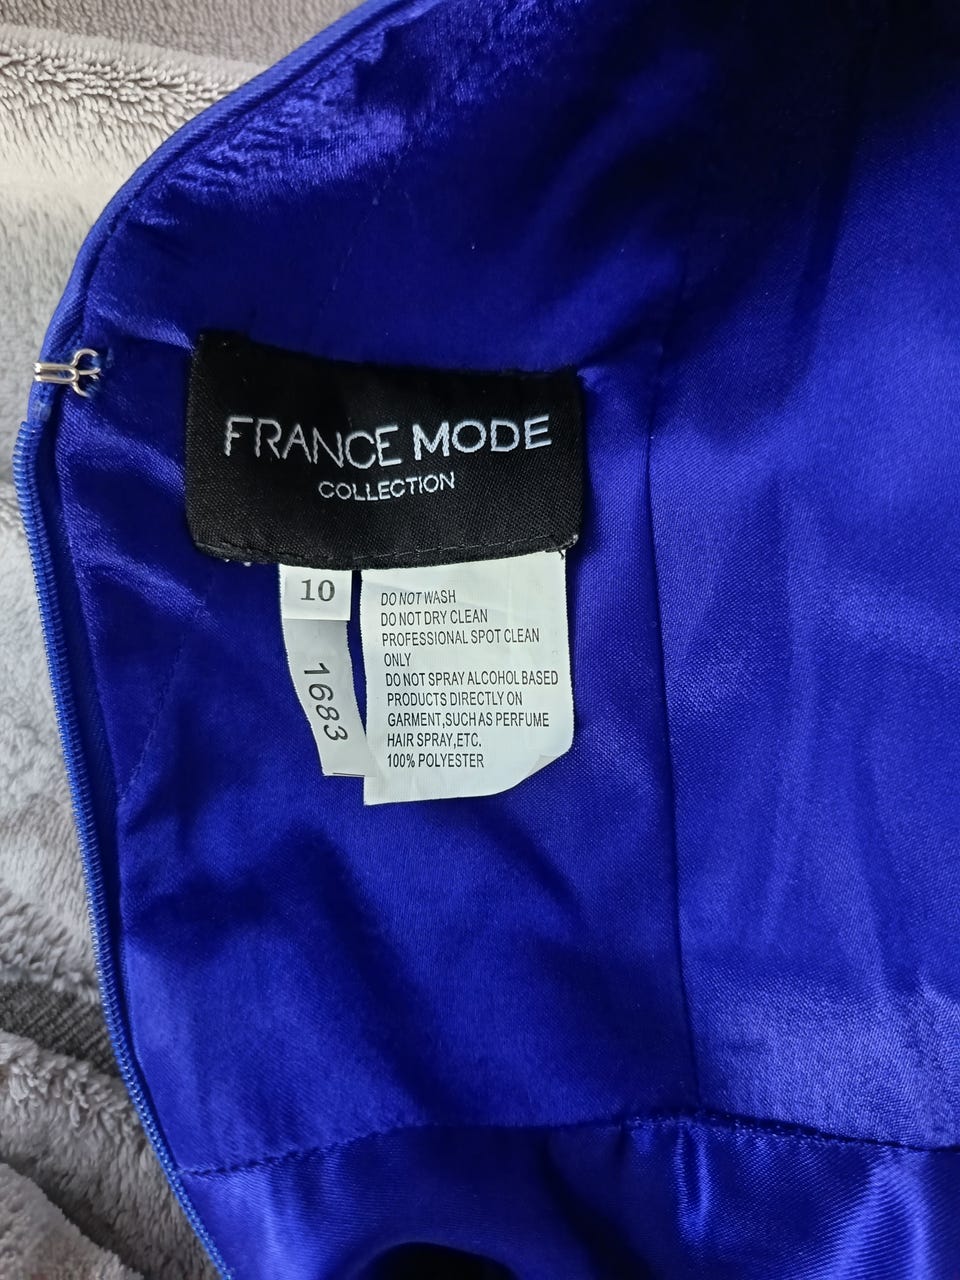 FRANCE MODE
COLLECTION
10
1683
DO NOT WASH
DO NOT DRY CLEAN
PROFESSIONAL SPOT CLEAN
ONLY
DO NOT SPRAY ALCOHOL BASED
PRODUCTS DIRECTLY ON
GARMENT,SUCH AS PERFUME
HAIR SPRAY,ETC.
100% POLYESTER